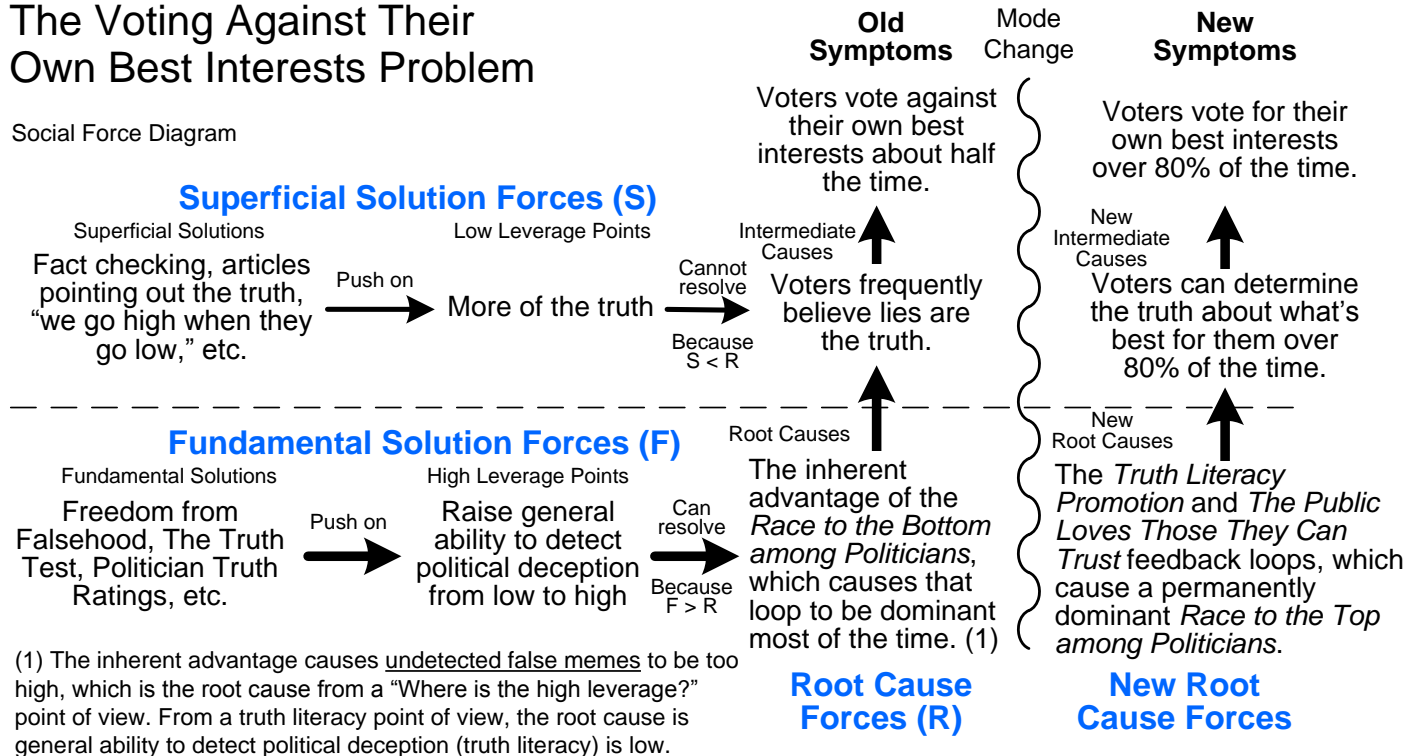 The Voting Against Their
Own Best Interests Problem
Social Force Diagram
Old
Symptoms
Mode
Change
New
Symptoms
Voters vote against
their own best
interests about half
the time.
Voters vote for their
own best interests
over 80% of the time.
Superficial Solution Forces (S)
Superficial Solutions
Fact checking, articles
pointing out the truth,
“we go high when they
go low,” etc.
Push on
Low Leverage Points
More of the truth
Cannot
resolve
Because
S < R
Intermediate
Causes
Voters frequently
believe lies are
the truth.
New
Intermediate
Causes
Voters can determine
the truth about what’s
best for them over
80% of the time.
Fundamental Solution Forces (F)
Fundamental Solutions
Freedom from
Falsehood, The Truth
Test, Politician Truth
Ratings, etc.
Push on
High Leverage Points
Raise general
ability to detect
political deception
from low to high
Can
resolve
Because
F > R
Root Causes
The inherent
advantage of the
Race to the Bottom
among Politicians,
which causes that
loop to be dominant
most of the time. (1)
New
Root Causes
The Truth Literacy
Promotion and The Public
Loves Those They Can
Trust feedback loops, which
cause a permanently
dominant Race to the Top
among Politicians.
(1) The inherent advantage causes undetected false memes to be too
high, which is the root cause from a “Where is the high leverage?”
point of view. From a truth literacy point of view, the root cause is
general ability to detect political deception (truth literacy) is low.
Root Cause
Forces (R)
New Root
Cause Forces